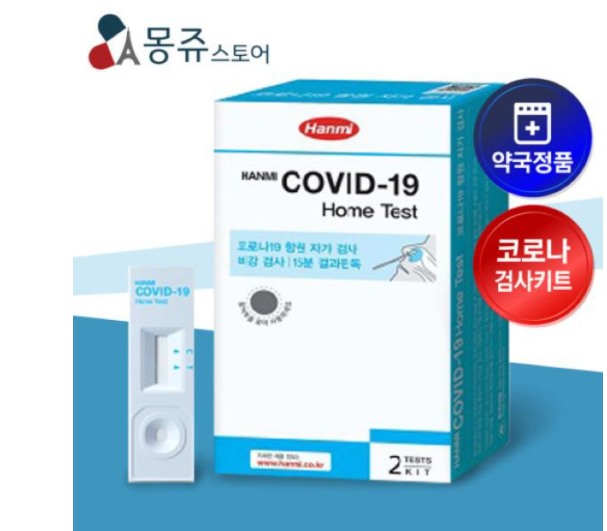 몽쥬스토어
Hanmi
약국정품
HANMI COVID-19
Home Test
코로나19 항원 자가 검사
비강 검사 | 15분 결과판독
코로나
검사키트
HANMI
COVID-19
Home Test
C
T
www.hanmi.co.kr
2 TESTS
KIT
HANMI COVID-19 Home Test